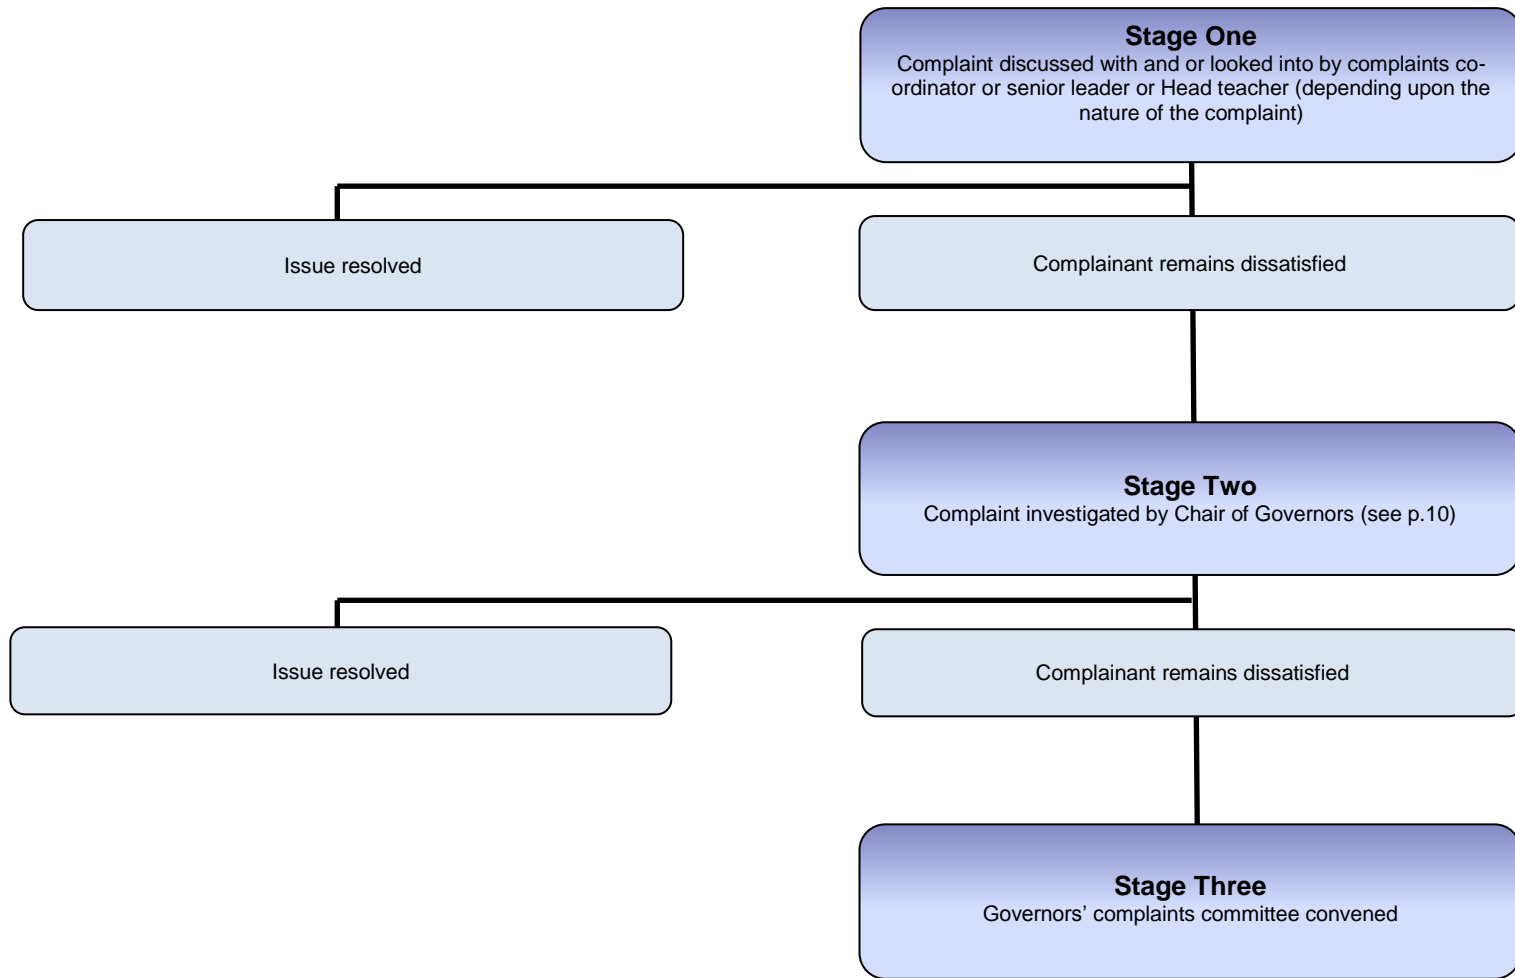 Stage One
Complaint discussed with and or looked into by complaints co-
ordinator or senior leader or Head teacher (depending upon the
nature of the complaint)
Issue resolved
Complainant remains dissatisfied
Stage Two
Complaint investigated by Chair of Governors (see p.10)
Issue resolved
Complainant remains dissatisfied
Stage Three
Governors’ complaints committee convened